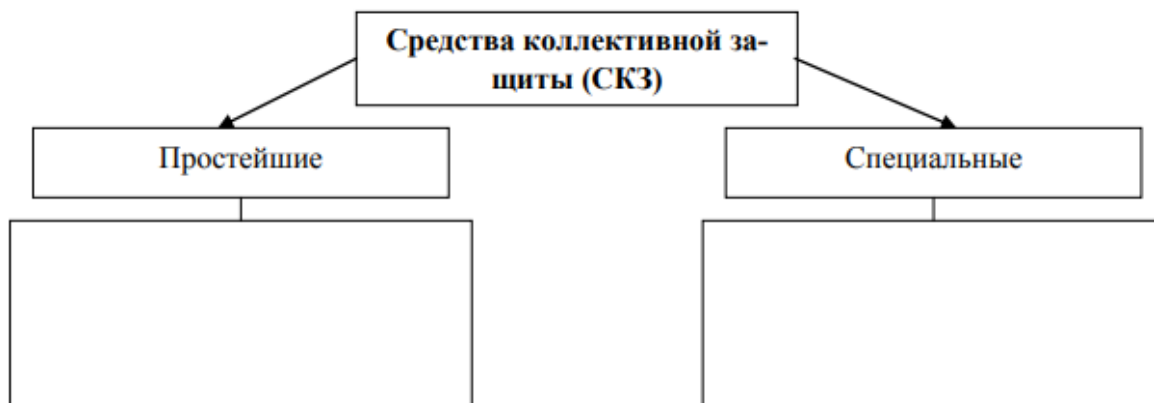 Средства коллективной за-
щиты (СКЗ)
Простейшие
Специальные